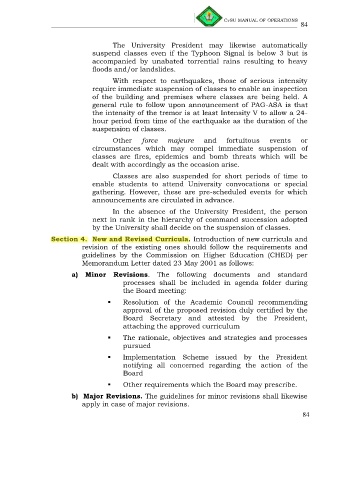 CvSU MANUAL OF OPERATIONS
84
The University President may likewise automatically
suspend classes even if the Typhoon Signal is below 3 but is
accompanied by unabated torrential rains resulting to heavy
floods and/or landslides.
With respect to earthquakes, those of serious intensity
require immediate suspension of classes to enable an inspection
of the building and premises where classes are being held. A
general rule to follow upon announcement of PAG-ASA is that
the intensity of the tremor is at least Intensity V to allow a 24-
hour period from time of the earthquake as the duration of the
suspension of classes.
Other force majeure and fortuitous events or
circumstances which may compel immediate suspension of
classes are fires, epidemics and bomb threats which will be
dealt with accordingly as the occasion arise.
Classes are also suspended for short periods of time to
enable students to attend University convocations or special
gathering. However, these are pre-scheduled events for which
announcements are circulated in advance.
In the absence of the University President, the person
next in rank in the hierarchy of command succession adopted
by the University shall decide on the suspension of classes.
Section 4. New and Revised Curricula. Introduction of new curricula and
revision of the existing ones should follow the requirements and
guidelines by the Commission on Higher Education (CHED) per
Memorandum Letter dated 23 May 2001 as follows:
a) Minor Revisions. The following documents and standard
processes shall be included in agenda folder during
the Board meeting:
▪ Resolution of the Academic Council recommending
approval of the proposed revision duly certified by the
Board Secretary and attested by the President,
attaching the approved curriculum
▪ The rationale, objectives and strategies and processes
pursued
▪ Implementation Scheme issued by the President
notifying all concerned regarding the action of the
Board
▪ Other requirements which the Board may prescribe.
b) Major Revisions. The guidelines for minor revisions shall likewise
apply in case of major revisions.
84